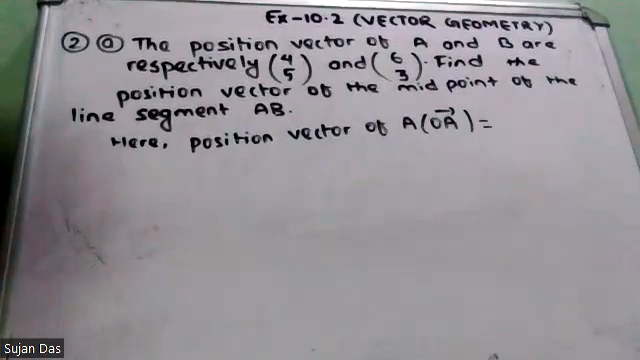 Ex-10.2 (VECTOR GEOMETRY)
② ⓐ The position vector of A and B are
respectively (4 5) and (6 3). Find the
position vector of the mid point of the
line segment AB.
Here, position vector of A(OA→) =
Sujan Das